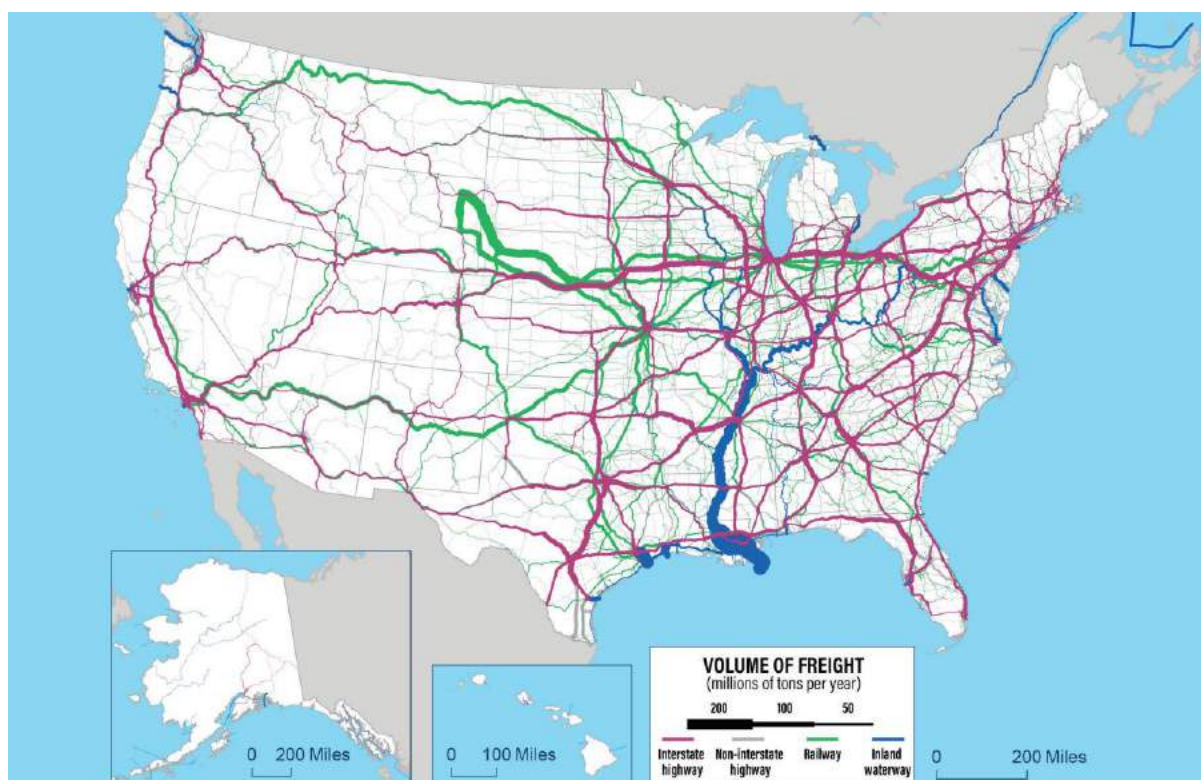 VOLUME OF FREIGHT
(millions of tons per year)
200 100 50
Interstate highway
Non-interstate highway
Railway
Inland waterway
0 200 Miles
0 100 Miles
0 200 Miles